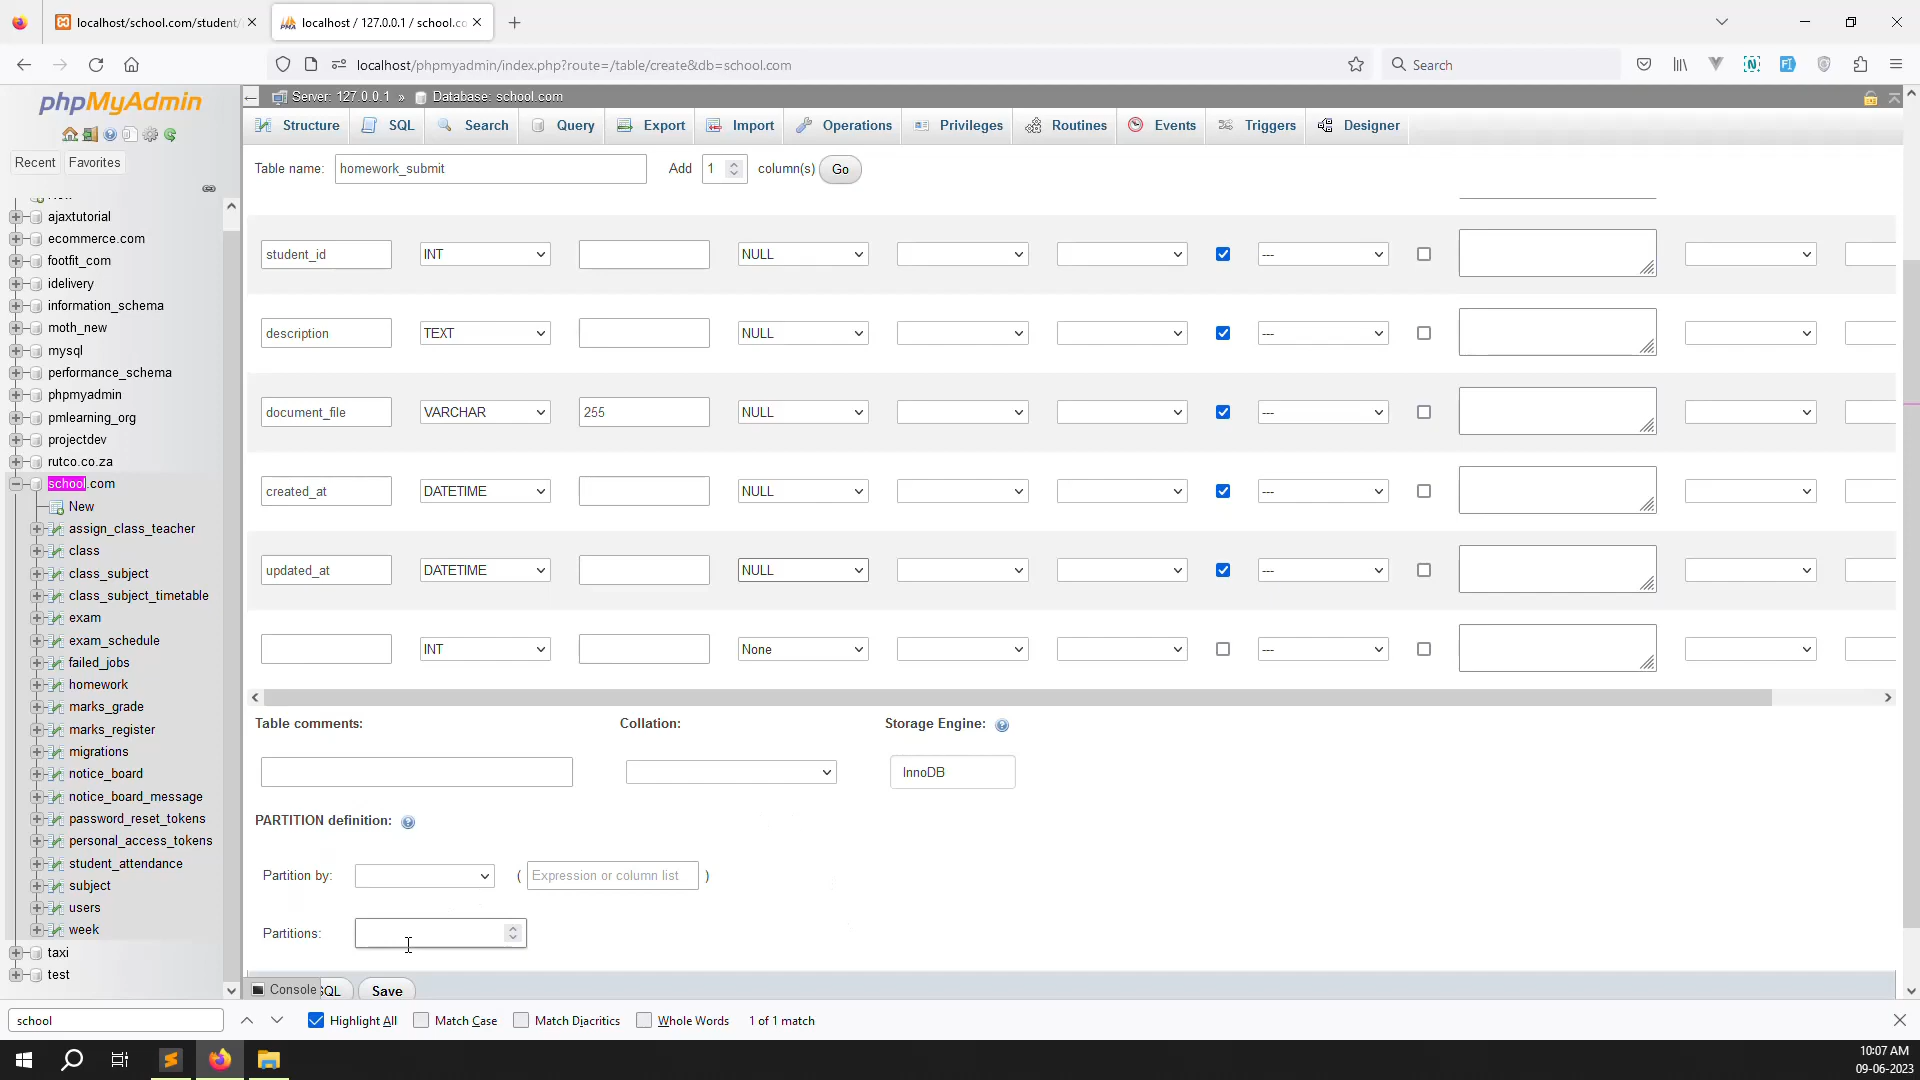 localhost/school.com/student/
localhost / 127.0.0.1 / school.co
localhost/phpmyadmin/index.php?route=/table/create&db=school.com
Search
phpMyAdmin
Server: 127.0.0.1 » Database: school.com
Structure SQL Search Query Export Import Operations Privileges Routines Events Triggers Designer
Recent Favorites
Table name: homework_submit Add 1 column(s) Go
ajaxtutorial
ecommerce.com
footfit_com
idelivery
information_schema
moth_new
mysql
performance_schema
phpmyadmin
pmlearning_org
projectdev
rutco.co.za
school.com
New
assign_class_teacher
class
class_subject
class_subject_timetable
exam
exam_schedule
failed_jobs
homework
marks_grade
marks_register
migrations
notice_board
notice_board_message
password_reset_tokens
personal_access_tokens
student_attendance
subject
users
week
taxi
test
student_id INT NULL ---
description TEXT NULL ---
document_file VARCHAR 255 NULL ---
created_at DATETIME NULL ---
updated_at DATETIME NULL ---
INT None ---
Table comments: Collation: Storage Engine:
InnoDB
PARTITION definition:
Partition by: ( Expression or column list )
Partitions:
Console SQL Save
school Highlight All Match Case Match Diacritics Whole Words 1 of 1 match
10:07 AM
09-06-2023